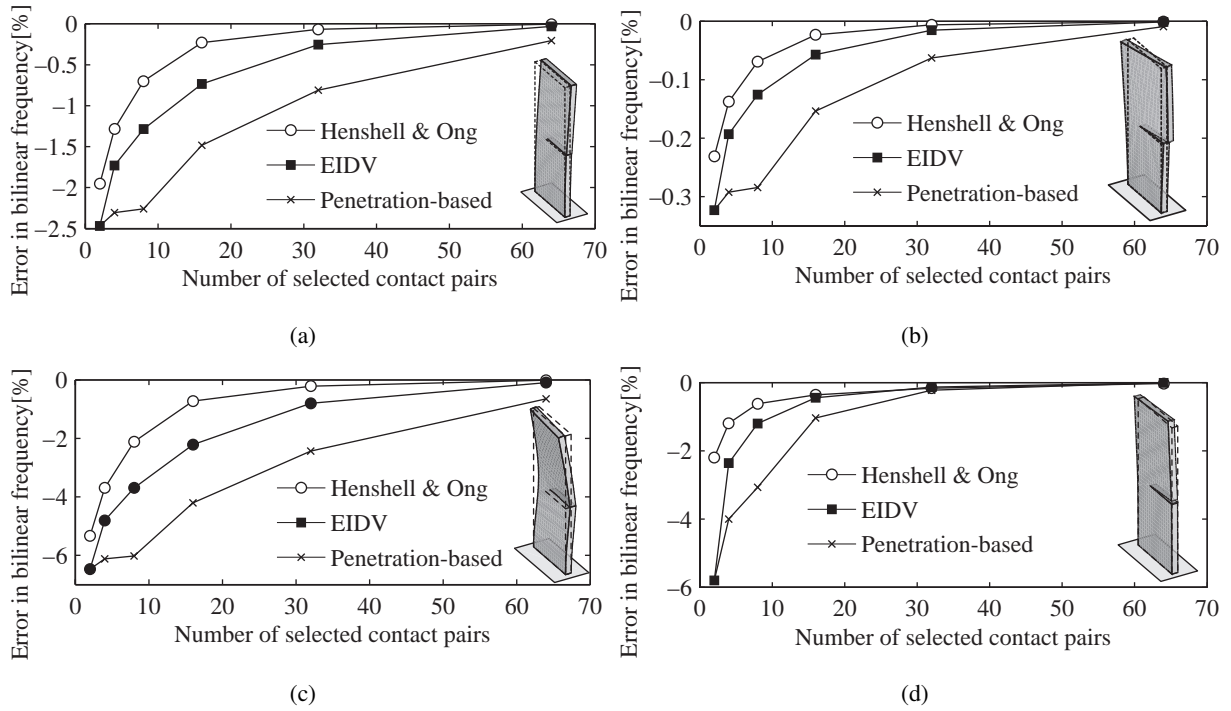 Error in bilinear frequency[%]
0
−0.5
−1
−1.5
−2
−2.5
0 10 20 30 40 50 60 70
Number of selected contact pairs
Henshell & Ong
EIDV
Penetration-based
(a)
Error in bilinear frequency[%]
0
−0.1
−0.2
−0.3
0 10 20 30 40 50 60 70
Number of selected contact pairs
Henshell & Ong
EIDV
Penetration-based
(b)
Error in bilinear frequency[%]
0
−2
−4
−6
0 10 20 30 40 50 60 70
Number of selected contact pairs
Henshell & Ong
EIDV
Penetration-based
(c)
Error in bilinear frequency[%]
0
−2
−4
−6
0 10 20 30 40 50 60 70
Number of selected contact pairs
Henshell & Ong
EIDV
Penetration-based
(d)